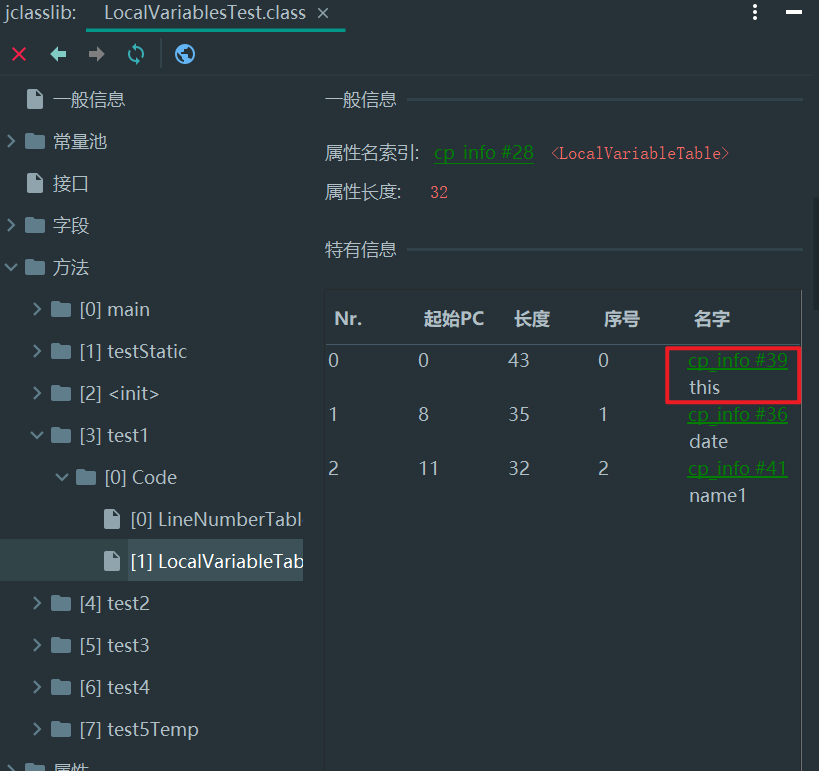 jclasslib: LocalVariablesTest.class
一般信息
常量池
接口
字段
方法
[0] main
[1] testStatic
[2] <init>
[3] test1
[0] Code
[0] LineNumberTabl
[1] LocalVariableTab
[4] test2
[5] test3
[6] test4
[7] test5Temp
属性
一般信息
属性名索引: cp_info #28 <LocalVariableTable>
属性长度: 32
特有信息
Nr. 起始PC 长度 序号 名字
0 0 43 0 cp_info #39
this
1 8 35 1 cp_info #36
date
2 11 32 2 cp_info #41
name1